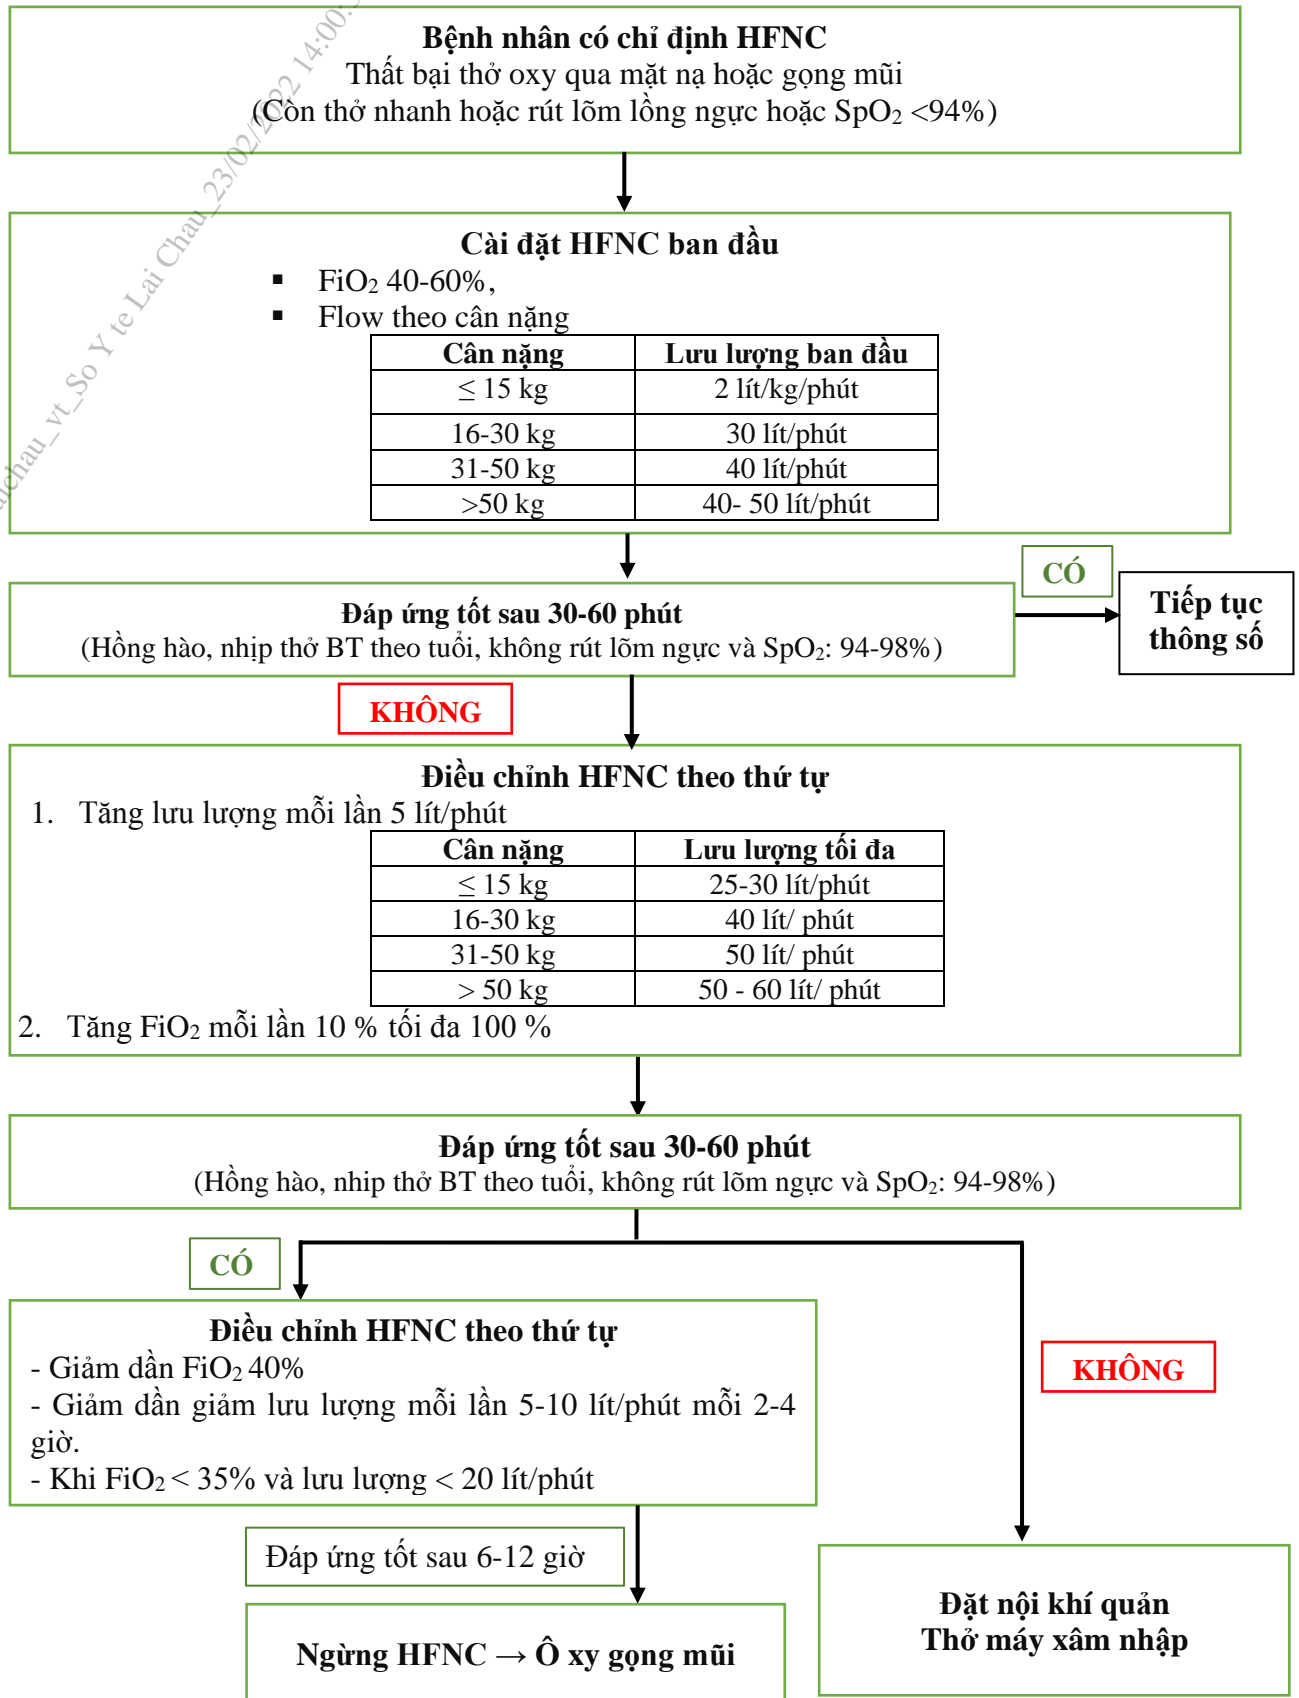 Bệnh nhân có chỉ định HFNC
Thất bại thở oxy qua mặt nạ hoặc gọng mũi
(Còn thở nhanh hoặc rút lõm lồng ngực hoặc SpO₂ <94%)
Cài đặt HFNC ban đầu
▪ FiO₂ 40-60%,
▪ Flow theo cân nặng
Cân nặng Lưu lượng ban đầu
≤ 15 kg 2 lít/kg/phút
16-30 kg 30 lít/phút
31-50 kg 40 lít/phút
>50 kg 40- 50 lít/phút
Đáp ứng tốt sau 30-60 phút
(Hồng hào, nhịp thở BT theo tuổi, không rút lõm ngực và SpO₂: 94-98%)
CÓ
Tiếp tục
thông số
KHÔNG
Điều chỉnh HFNC theo thứ tự
1. Tăng lưu lượng mỗi lần 5 lít/phút
Cân nặng Lưu lượng tối đa
≤ 15 kg 25-30 lít/phút
16-30 kg 40 lít/ phút
31-50 kg 50 lít/ phút
> 50 kg 50 - 60 lít/ phút
2. Tăng FiO₂ mỗi lần 10 % tối đa 100 %
Đáp ứng tốt sau 30-60 phút
(Hồng hào, nhip thở BT theo tuổi, không rút lõm ngực và SpO₂: 94-98%)
CÓ
KHÔNG
Điều chỉnh HFNC theo thứ tự
- Giảm dần FiO₂ 40%
- Giảm dần giảm lưu lượng mỗi lần 5-10 lít/phút mỗi 2-4
giờ.
- Khi FiO₂ < 35% và lưu lượng < 20 lít/phút
Đáp ứng tốt sau 6-12 giờ
Ngừng HFNC → Ô xy gọng mũi
Đặt nội khí quản
Thở máy xâm nhập
aichau_vt_So Y te Lai Chau_23/02/2022 14:00: